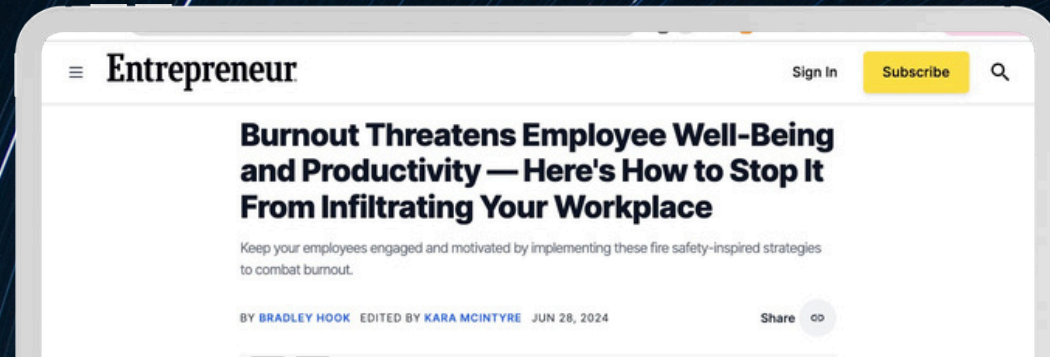 Entrepreneur
Sign In
Subscribe
Burnout Threatens Employee Well-Being
and Productivity — Here's How to Stop It
From Infiltrating Your Workplace
Keep your employees engaged and motivated by implementing these fire safety-inspired strategies
to combat burnout.
BY BRADLEY HOOK EDITED BY KARA MCINTYRE JUN 28, 2024
Share